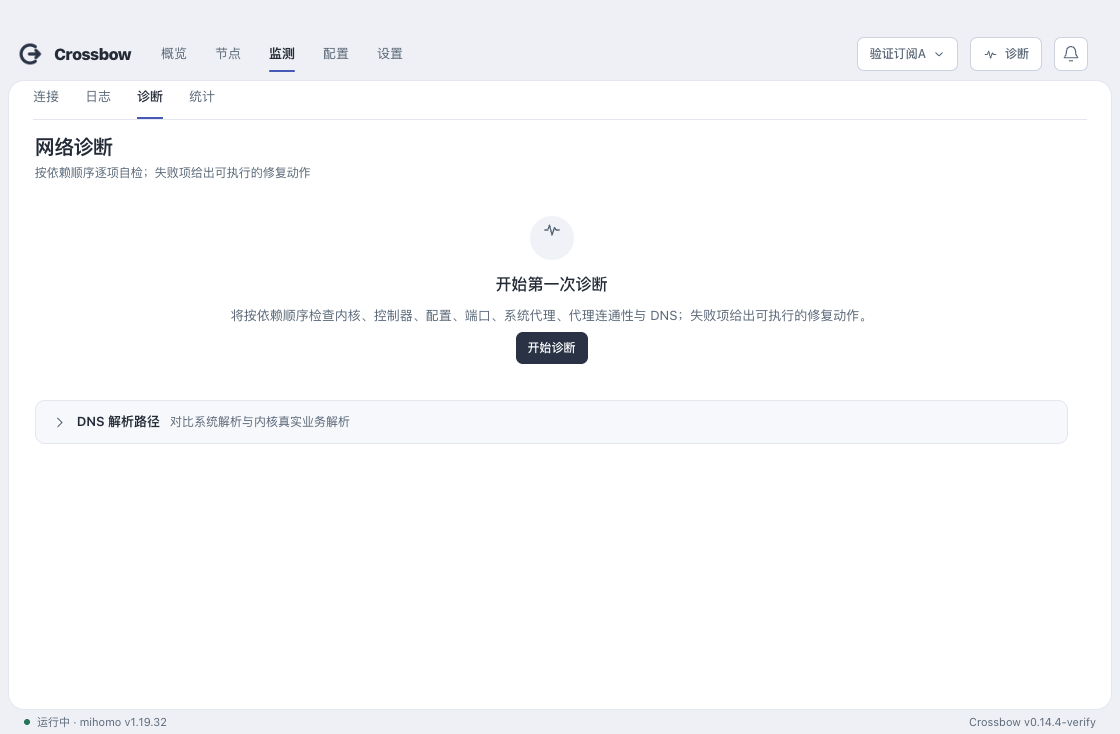 Crossbow 概览 节点 监测 配置 设置 验证订阅A 诊断
连接 日志 诊断 统计
网络诊断
按依赖顺序逐项自检；失败项给出可执行的修复动作
开始第一次诊断
将按依赖顺序检查内核、控制器、配置、端口、系统代理、代理连通性与 DNS；失败项给出可执行的修复动作。
开始诊断
DNS 解析路径 对比系统解析与内核真实业务解析
运行中 · mihomo v1.19.32 Crossbow v0.14.4-verify